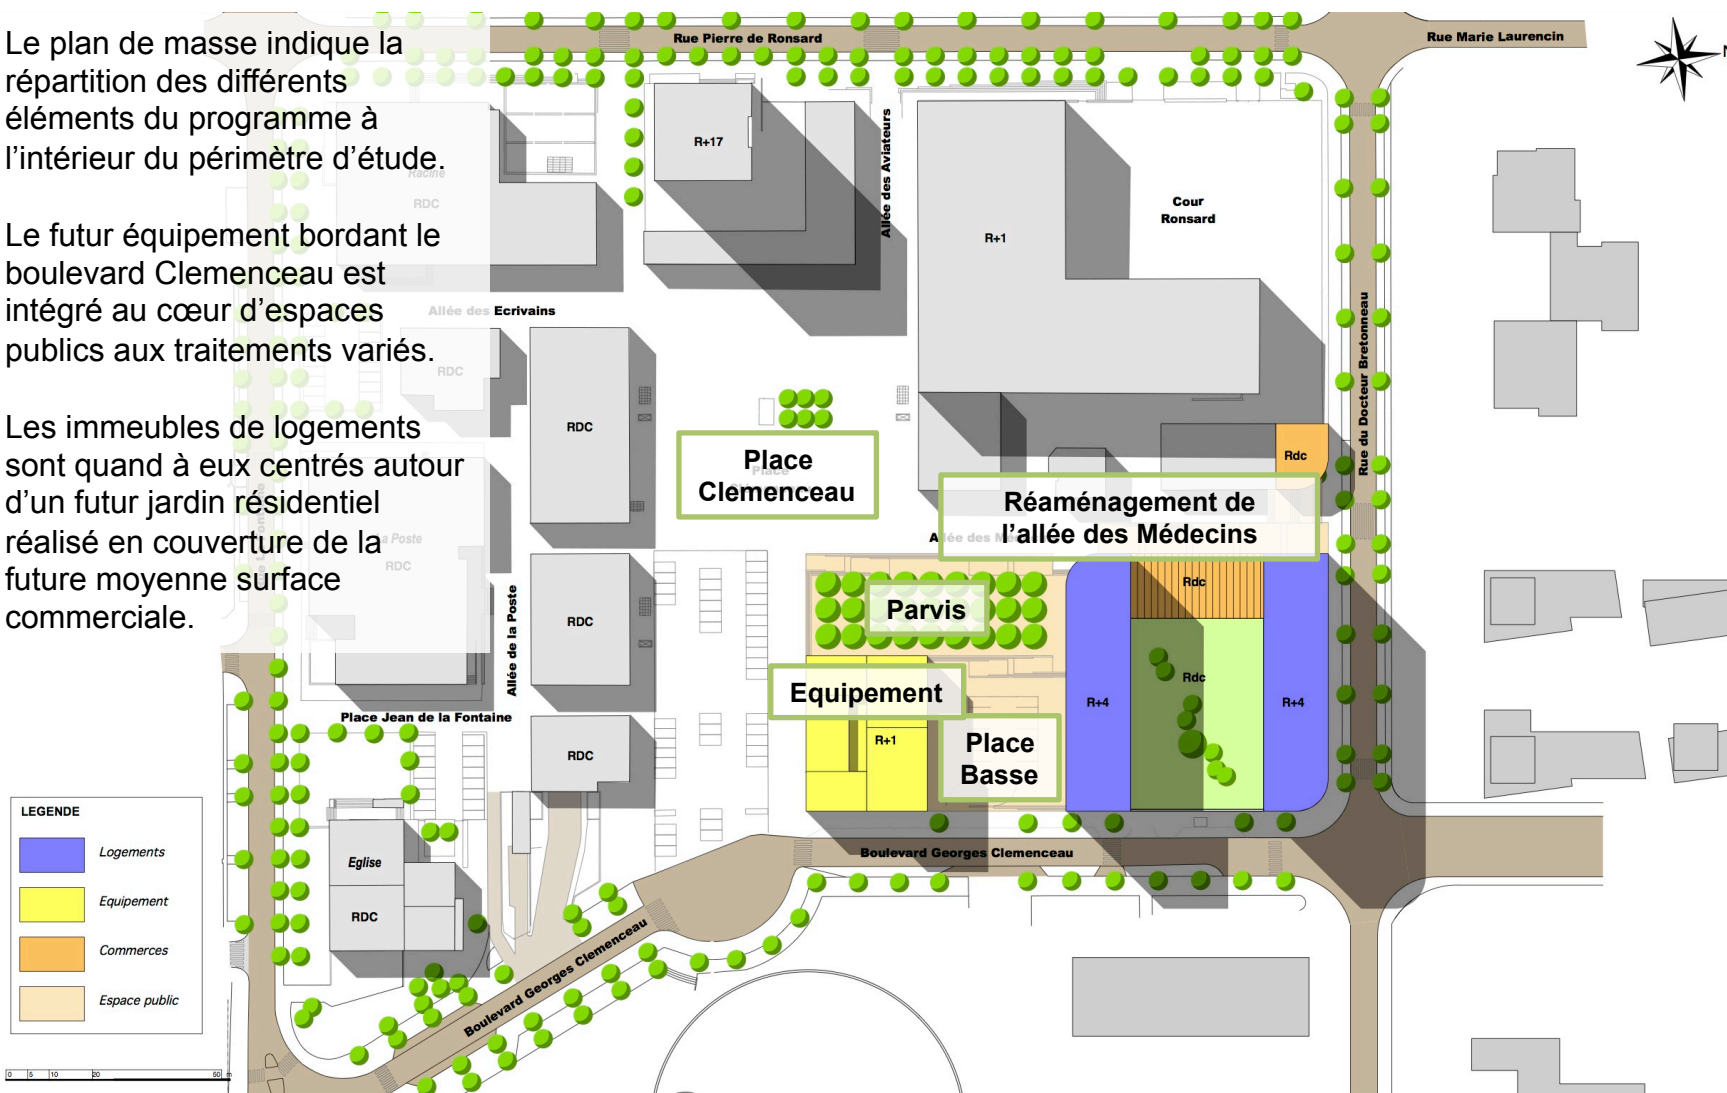 Le plan de masse indique la
répartition des différents
éléments du programme à
l’intérieur du périmètre d’étude.
Le futur équipement bordant le
boulevard Clemenceau est
intégré au cœur d’espaces
publics aux traitements variés.
Les immeubles de logements
sont quand à eux centrés autour
d’un futur jardin résidentiel
réalisé en couverture de la
future moyenne surface
commerciale.
Rue Pierre de Ronsard
Rue Marie Laurencin
N
R+17
Allée des Aviateurs
Racine
RDC
Cour
Ronsard
R+1
Allée des Ecrivains
Rue du Docteur Bretonneau
RDC
RDC
Place
Clemenceau
Rdc
Réaménagement de
l’allée des Médecins
La Poste
RDC
Allée de la Poste
RDC
Parvis
Rdc
Equipement
Rdc
R+4
R+4
Place Jean de la Fontaine
RDC
R+1
Place
Basse
Boulevard Georges Clemenceau
Eglise
RDC
Boulevard Georges Clemenceau
LEGENDE
Logements
Equipement
Commerces
Espace public
0 5 10 20 50 m